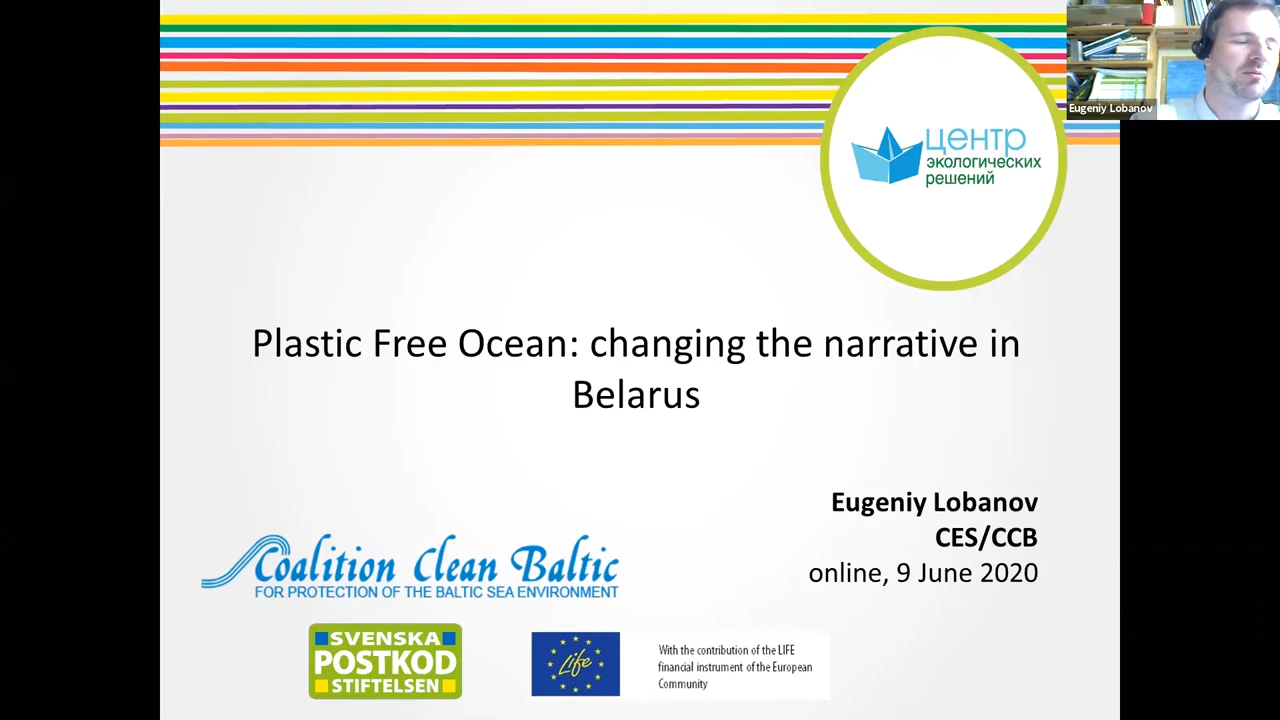 Eugeniy Lobanov
центр
экологических
решений
Plastic Free Ocean: changing the narrative in
Belarus
Eugeniy Lobanov
CES/CCB
online, 9 June 2020
Coalition Clean Baltic
FOR PROTECTION OF THE BALTIC SEA ENVIRONMENT
SVENSKA
POSTKOD
STIFTELSEN
Life
With the contribution of the LIFE
financial instrument of the European
Community